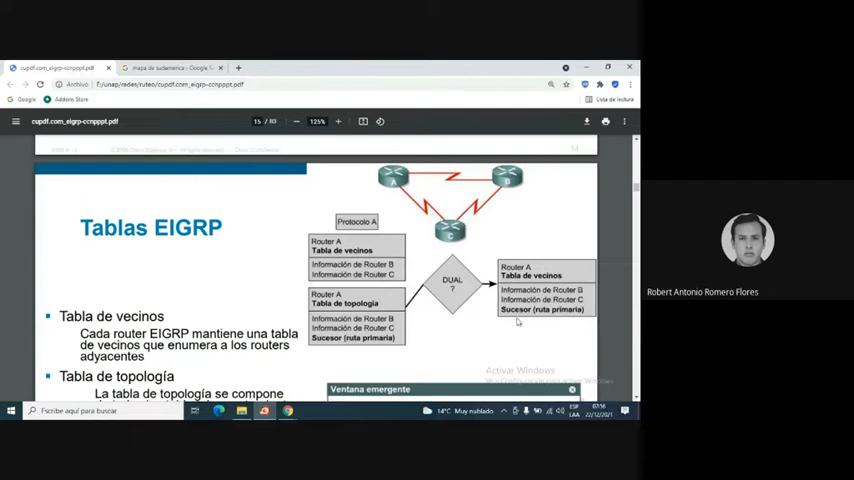 cupdf.com_eigrp-ccnpppt.pdf
mapa de sudamerica - Google
Archivo
F:/unap/redes/ruteo/cupdf.com_eigrp-ccnpppt.pdf
Google
Addons Store
Lista de lectura
cupdf.com_eigrp-ccnpppt.pdf
15 / 83
125%
14
Tablas EIGRP
A
B
C
Protocolo A
Router A
Tabla de vecinos
Información de Router B
Información de Router C
Router A
Tabla de topología
Información de Router B
Información de Router C
Sucesor (ruta primaria)
DUAL
?
Router A
Tabla de vecinos
Información de Router B
Información de Router C
Sucesor (ruta primaria)
Tabla de vecinos
Cada router EIGRP mantiene una tabla
de vecinos que enumera a los routers
adyacentes
Tabla de topología
La tabla de topología se compone
Activar Windows
Ventana emergente
Robert Antonio Romero Flores
Escribe aquí para buscar
14°C Muy nublado
ESP
LAA
07:56